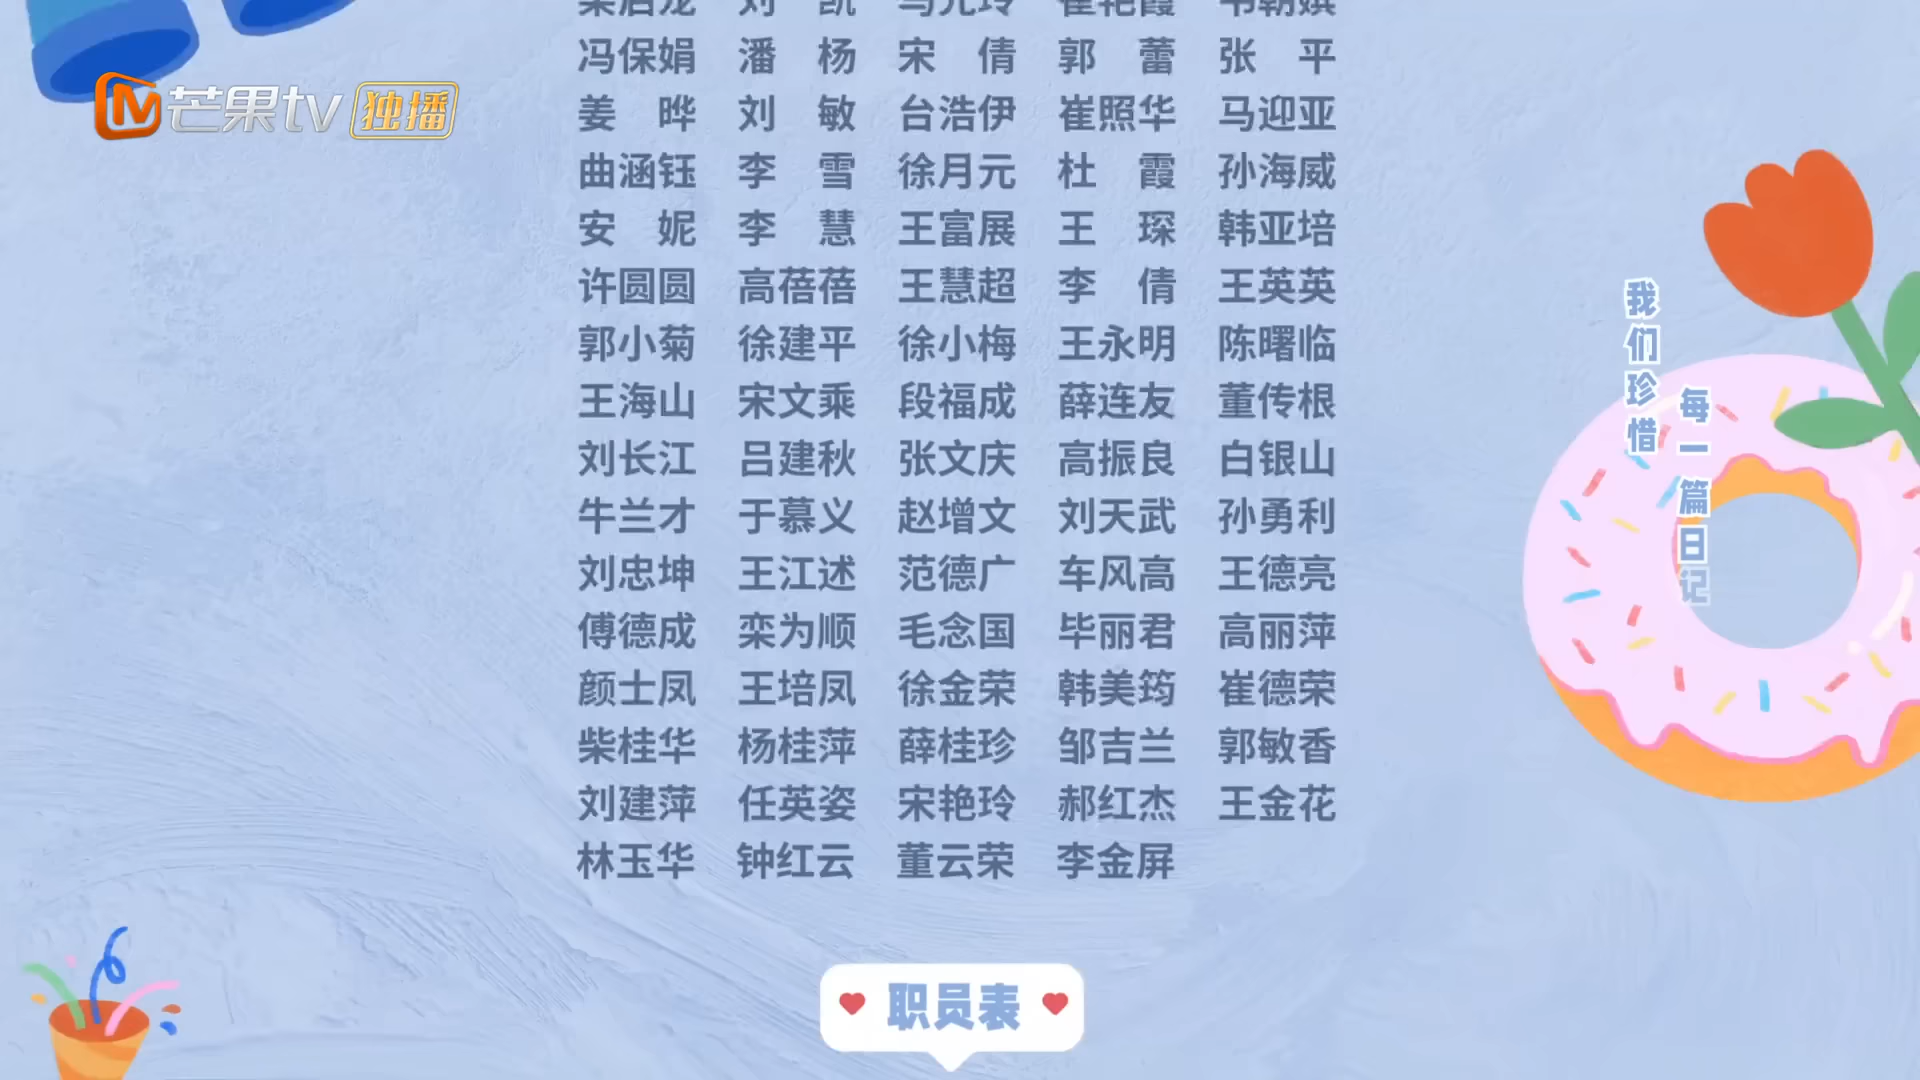 冯保娟 潘 杨 宋 倩 郭 蕾 张 平
芒果tv 独播
姜 晔 刘 敏 台浩伊 崔照华 马迎亚
曲涵钰 李 雪 徐月元 杜 霞 孙海威
安 妮 李 慧 王富展 王 琛 韩亚培
许圆圆 高蓓蓓 王慧超 李 倩 王英英
郭小菊 徐建平 徐小梅 王永明 陈曙临
王海山 宋文乘 段福成 薛连友 董传根
刘长江 吕建秋 张文庆 高振良 白银山
牛兰才 于慕义 赵增文 刘天武 孙勇利
刘忠坤 王江述 范德广 车风高 王德亮
傅德成 栾为顺 毛念国 毕丽君 高丽萍
颜士凤 王培凤 徐金荣 韩美筠 崔德荣
柴桂华 杨桂萍 薛桂珍 邹吉兰 郭敏香
刘建萍 任英姿 宋艳玲 郝红杰 王金花
林玉华 钟红云 董云荣 李金屏
我们珍惜
每一篇日记
职员表